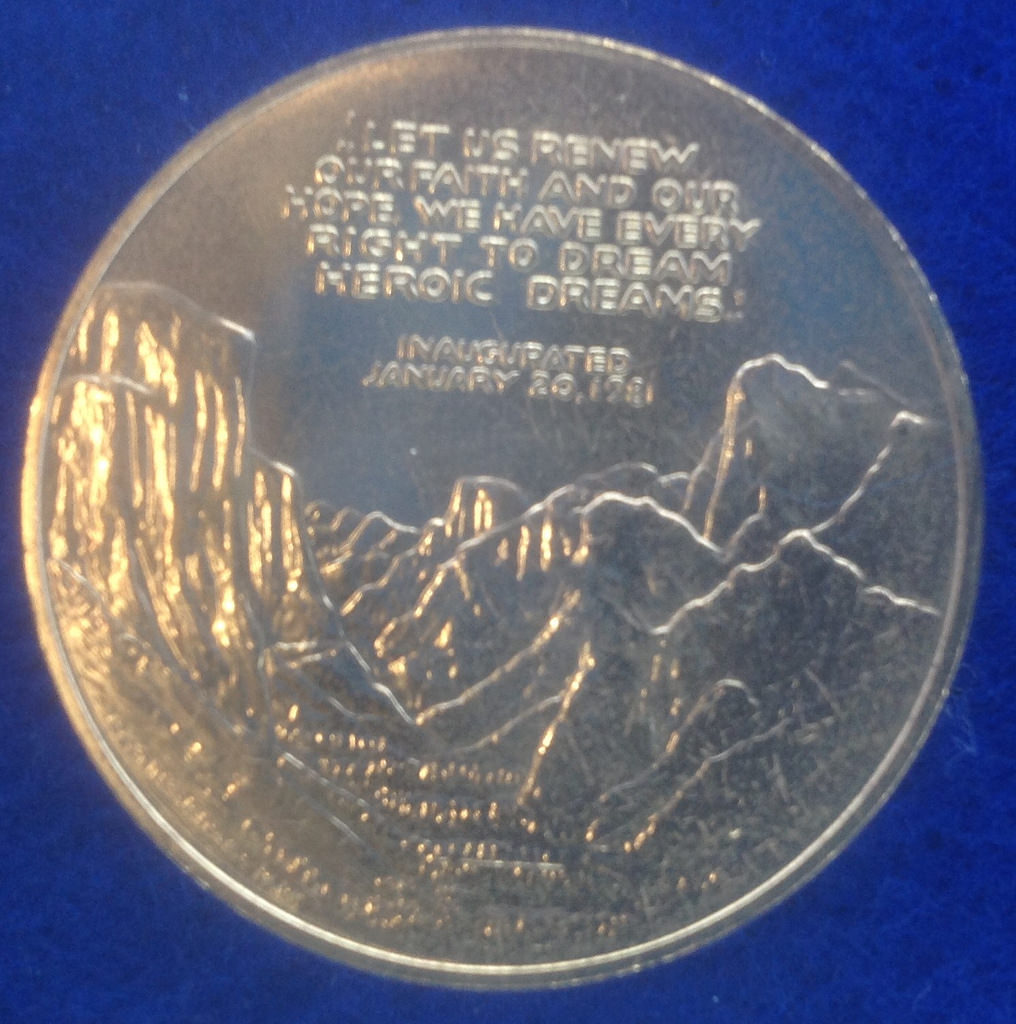 "LET US RENEW
OUR FAITH AND OUR
HOPE. WE HAVE EVERY
RIGHT TO DREAM
HEROIC DREAMS."
INAUGURATED
JANUARY 20, 1981